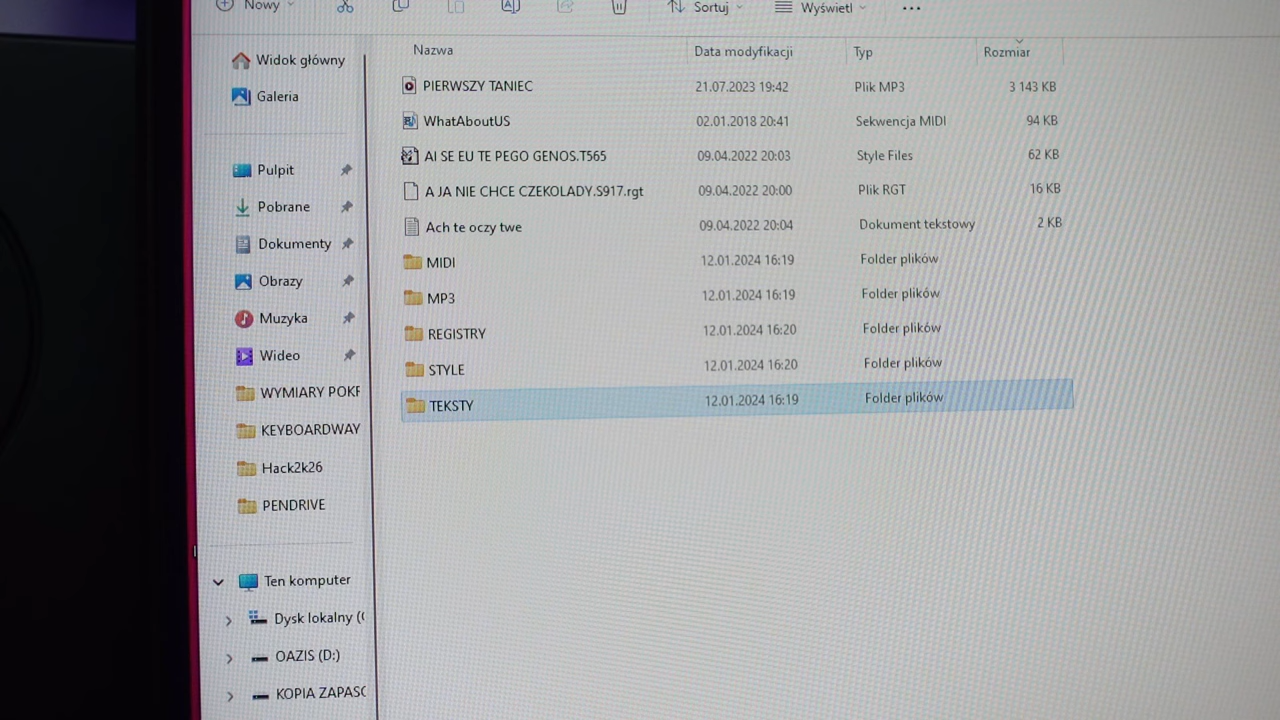 Nowy
Sortuj
Wyświetl
Widok główny
Galeria
Pulpit
Pobrane
Dokumenty
Obrazy
Muzyka
Wideo
WYMIARY POKF
KEYBOARDWAY
Hack2k26
PENDRIVE
Ten komputer
Dysk lokalny (
OAZIS (D:)
KOPIA ZAPASC
Nazwa Data modyfikacji Typ Rozmiar
PIERWSZY TANIEC 21.07.2023 19:42 Plik MP3 3 143 KB
WhatAboutUS 02.01.2018 20:41 Sekwencja MIDI 94 KB
AI SE EU TE PEGO GENOS.T565 09.04.2022 20:03 Style Files 62 KB
A JA NIE CHCE CZEKOLADY.S917.rgt 09.04.2022 20:00 Plik RGT 16 KB
Ach te oczy twe 09.04.2022 20:04 Dokument tekstowy 2 KB
MIDI 12.01.2024 16:19 Folder plików
MP3 12.01.2024 16:19 Folder plików
REGISTRY 12.01.2024 16:20 Folder plików
STYLE 12.01.2024 16:20 Folder plików
TEKSTY 12.01.2024 16:19 Folder plików